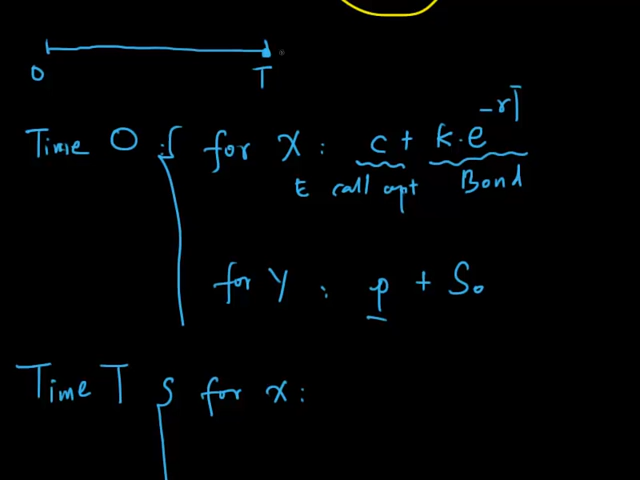 0 T
Time 0 { for X : c + k.e^-rT
E call opt Bond
for Y : p + S₀
Time T { for x :